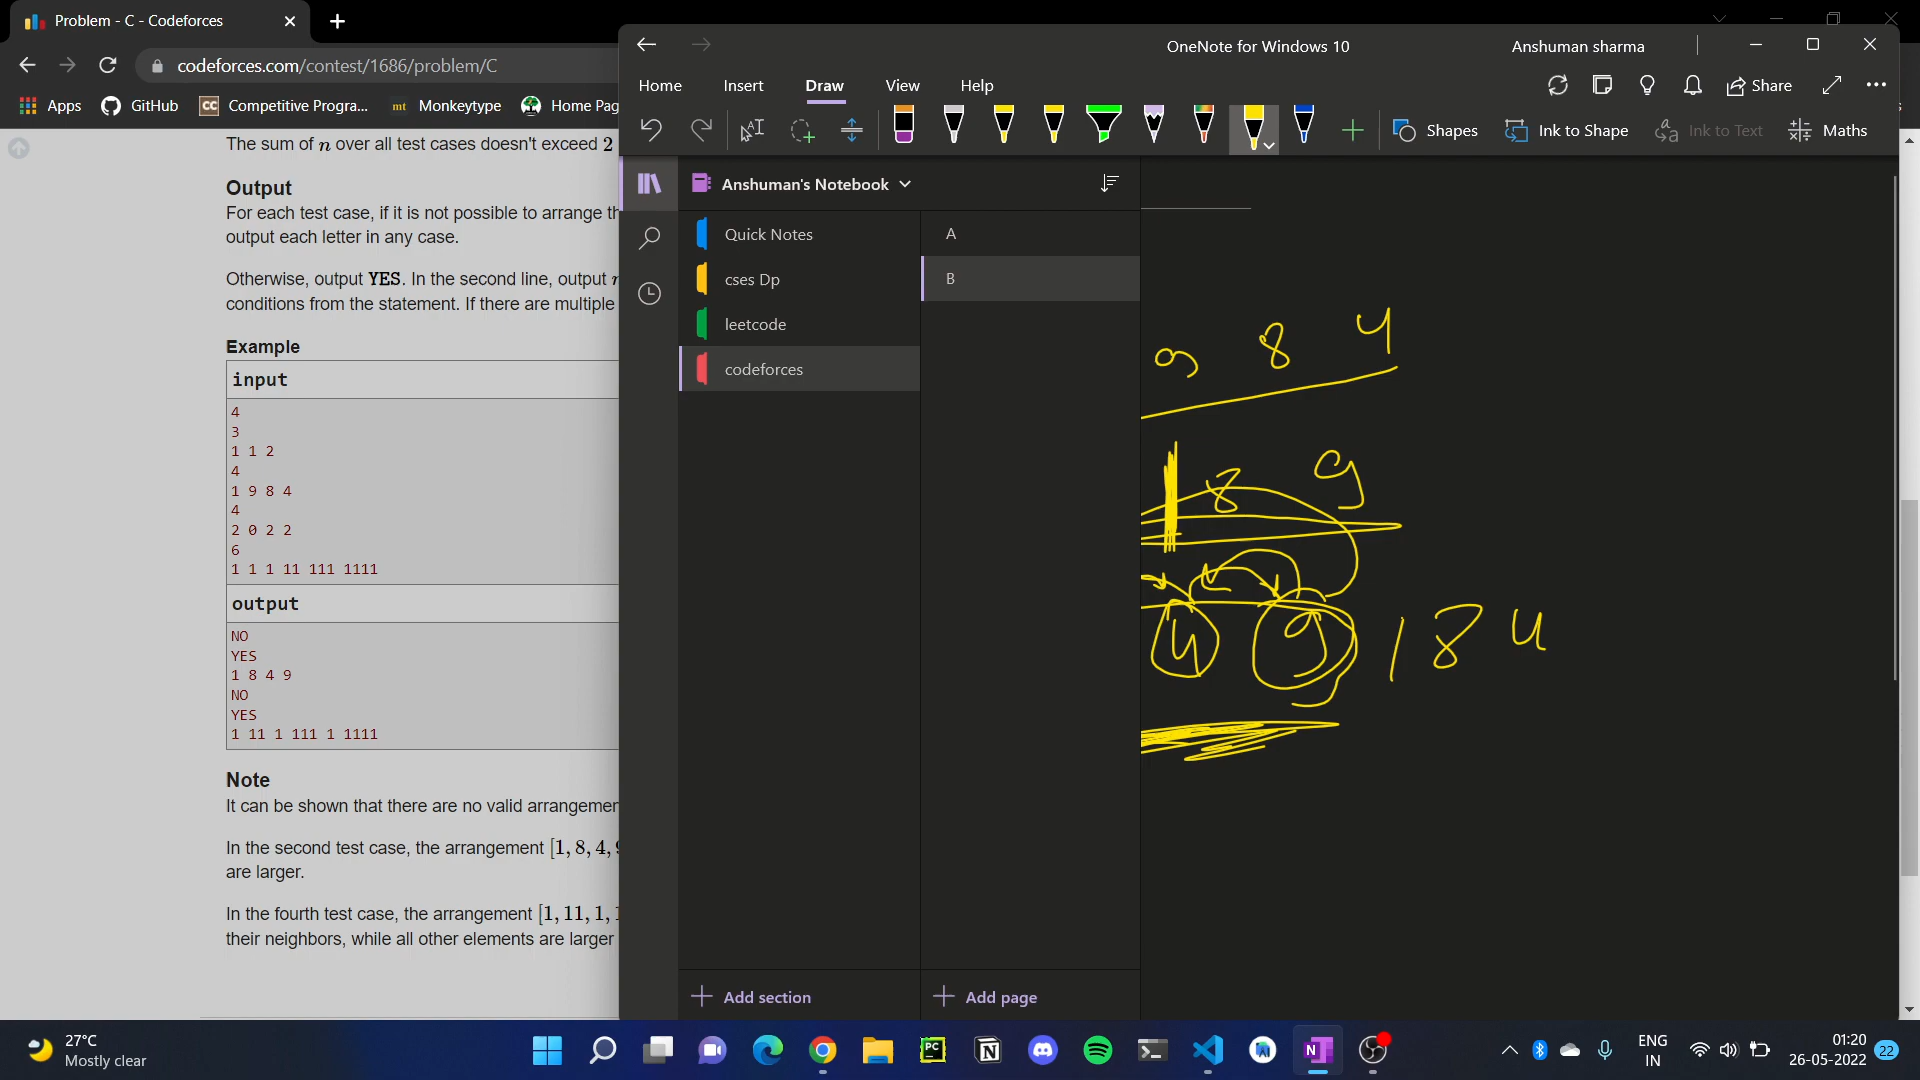 Problem - C - Codeforces
codeforces.com/contest/1686/problem/C
Apps GitHub Competitive Progra... Monkeytype Home Pag
The sum of n over all test cases doesn't exceed 2
Output
For each test case, if it is not possible to arrange th
output each letter in any case.
Otherwise, output YES. In the second line, output n
conditions from the statement. If there are multiple
Example
input
4
3
1 1 2
4
1 9 8 4
4
2 0 2 2
6
1 1 1 11 111 1111
output
NO
YES
1 8 4 9
NO
YES
1 11 1 111 1 1111
Note
It can be shown that there are no valid arrangemen
In the second test case, the arrangement [1, 8, 4, 9
are larger.
In the fourth test case, the arrangement [1, 11, 1, 1
their neighbors, while all other elements are larger
OneNote for Windows 10
Anshuman sharma
Home Insert Draw View Help
Share
Shapes Ink to Shape Ink to Text Maths
Anshuman's Notebook
Quick Notes
cses Dp
leetcode
codeforces
A
B
9 8 4
8 9
4 9 1 8 4
Add section
Add page
27°C
Mostly clear
ENG
IN
01:20
26-05-2022
22